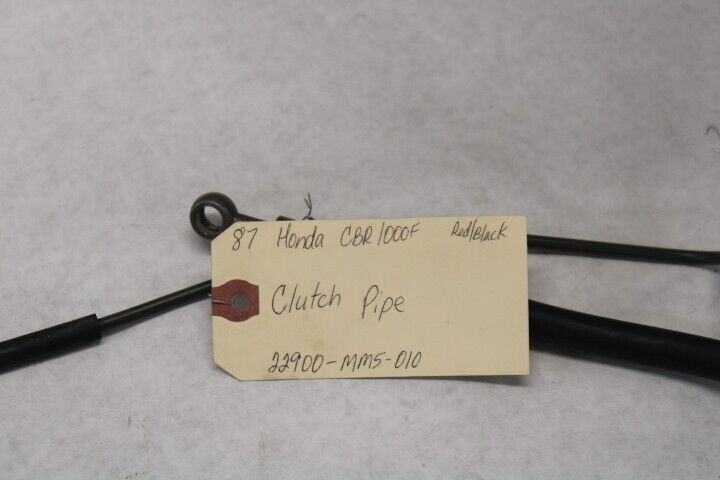 87 Honda CBR1000F Red/Black
Clutch Pipe
22900-MM5-010